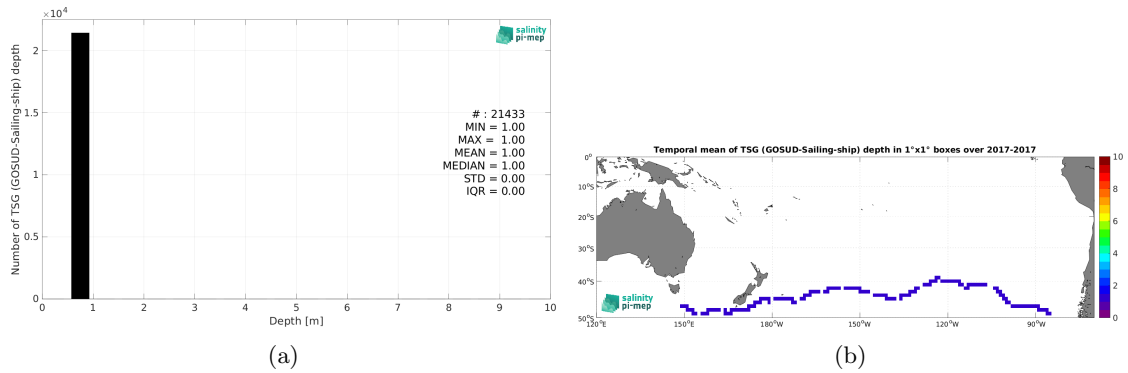 ×10⁴
salinity
pi-mep
Number of TSG (GOSUD-Sailing-ship) depth
2
1.5
1
0.5
0
# : 21433
MIN = 1.00
MAX = 1.00
MEAN = 1.00
MEDIAN = 1.00
STD = 0.00
IQR = 0.00
0 1 2 3 4 5 6 7 8 9 10
Depth [m]
(a)
Temporal mean of TSG (GOSUD-Sailing-ship) depth in 1°x1° boxes over 2017-2017
0°
10°S
20°S
30°S
40°S
50°S
salinity
pi-mep
120°E 150°E 180°W 150°W 120°W 90°W
10
8
6
4
2
0
(b)